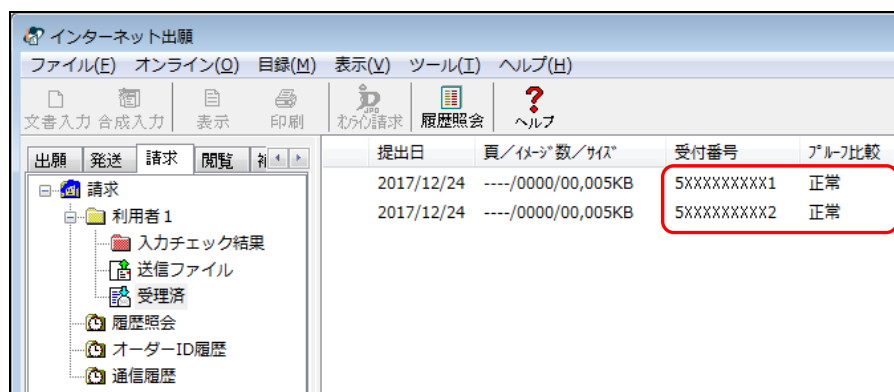 インターネット出願
ファイル(F) オンライン(O) 目録(M) 表示(V) ツール(T) ヘルプ(H)
文書入力 合成入力 表示 印刷 ｵﾝﾗｲﾝ請求 履歴照会 ヘルプ
出願 発送 請求 閲覧
提出日 頁／ｲﾒｰｼﾞ数／ｻｲｽﾞ 受付番号 ﾌﾟﾙｰﾌ比較
請求
2017/12/24 ----/0000/00,005KB 5XXXXXXXXX1 正常
利用者１
2017/12/24 ----/0000/00,005KB 5XXXXXXXXX2 正常
入力チェック結果
送信ファイル
受理済
履歴照会
オーダーID履歴
通信履歴